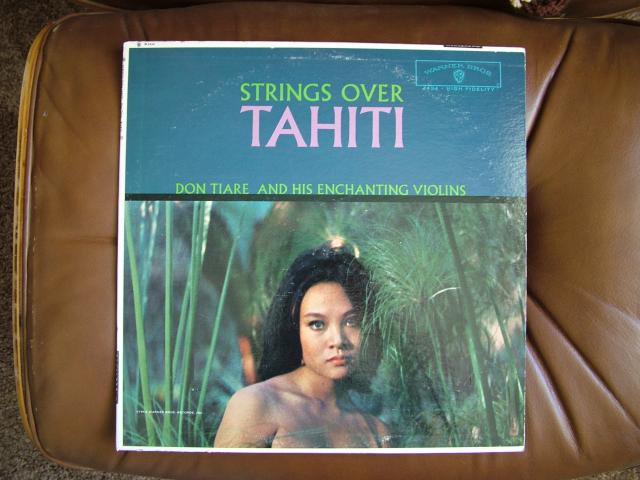 STRINGS OVER
TAHITI
WARNER BROS
HIGH FIDELITY
DON TIARE AND HIS ENCHANTING VIOLINS